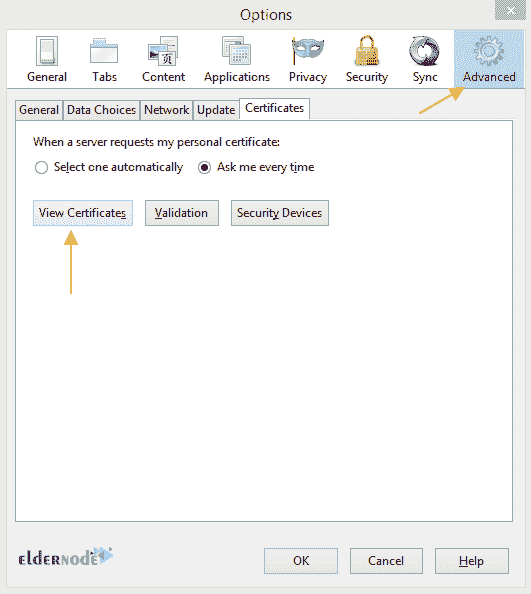 Options
General Tabs Content Applications Privacy Security Sync Advanced
General Data Choices Network Update Certificates
When a server requests my personal certificate:
Select one automatically Ask me every time
View Certificates Validation Security Devices
eldernode OK Cancel Help